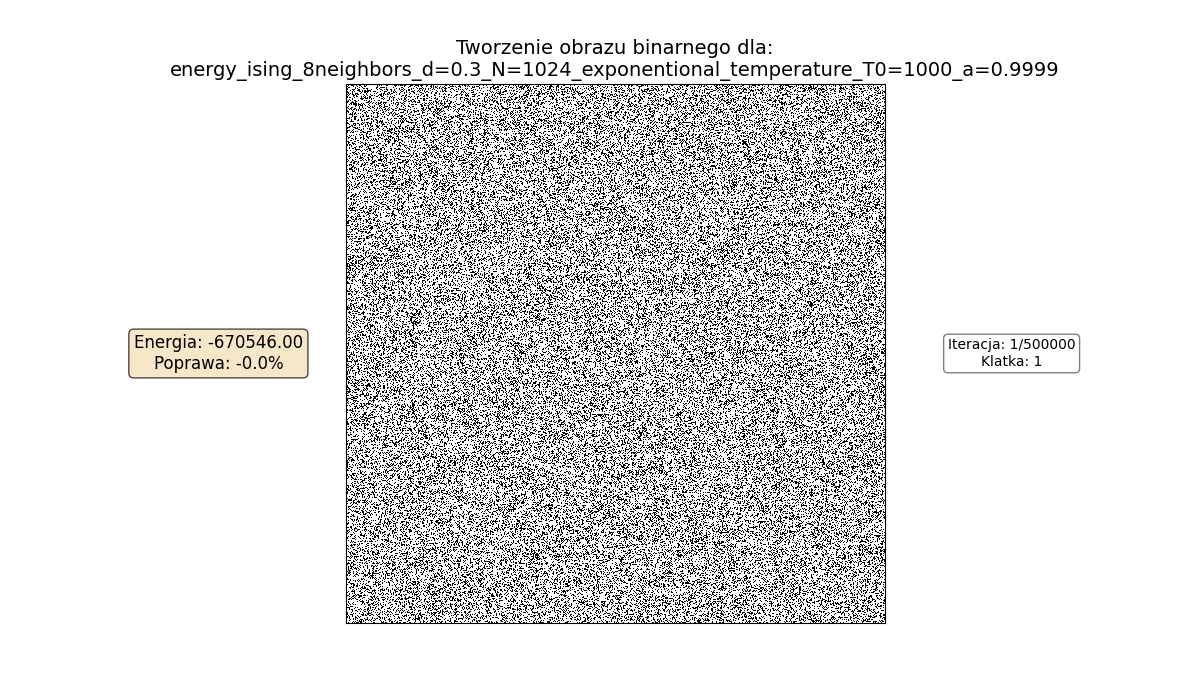 Tworzenie obrazu binarnego dla:
energy_ising_8neighbors_d=0.3_N=1024_exponentional_temperature_T0=1000_a=0.9999
Energia: -670546.00
Poprawa: -0.0%
Iteracja: 1/500000
Klatka: 1